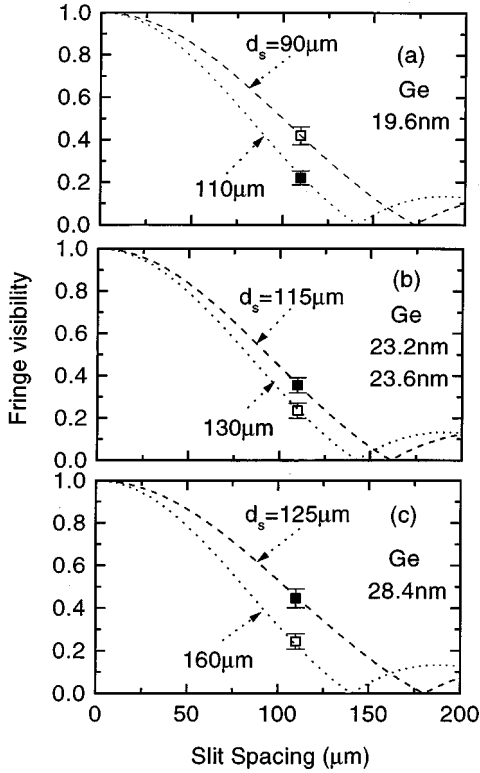 1.0
0.8
0.6
0.4
0.2
0.0
d_s=90μm
110μm
(a)
Ge
19.6nm
Fringe visibility
1.0
0.8
0.6
0.4
0.2
0.0
d_s=115μm
130μm
(b)
Ge
23.2nm
23.6nm
1.0
0.8
0.6
0.4
0.2
0.0
d_s=125μm
160μm
(c)
Ge
28.4nm
0 50 100 150 200
Slit Spacing (μm)